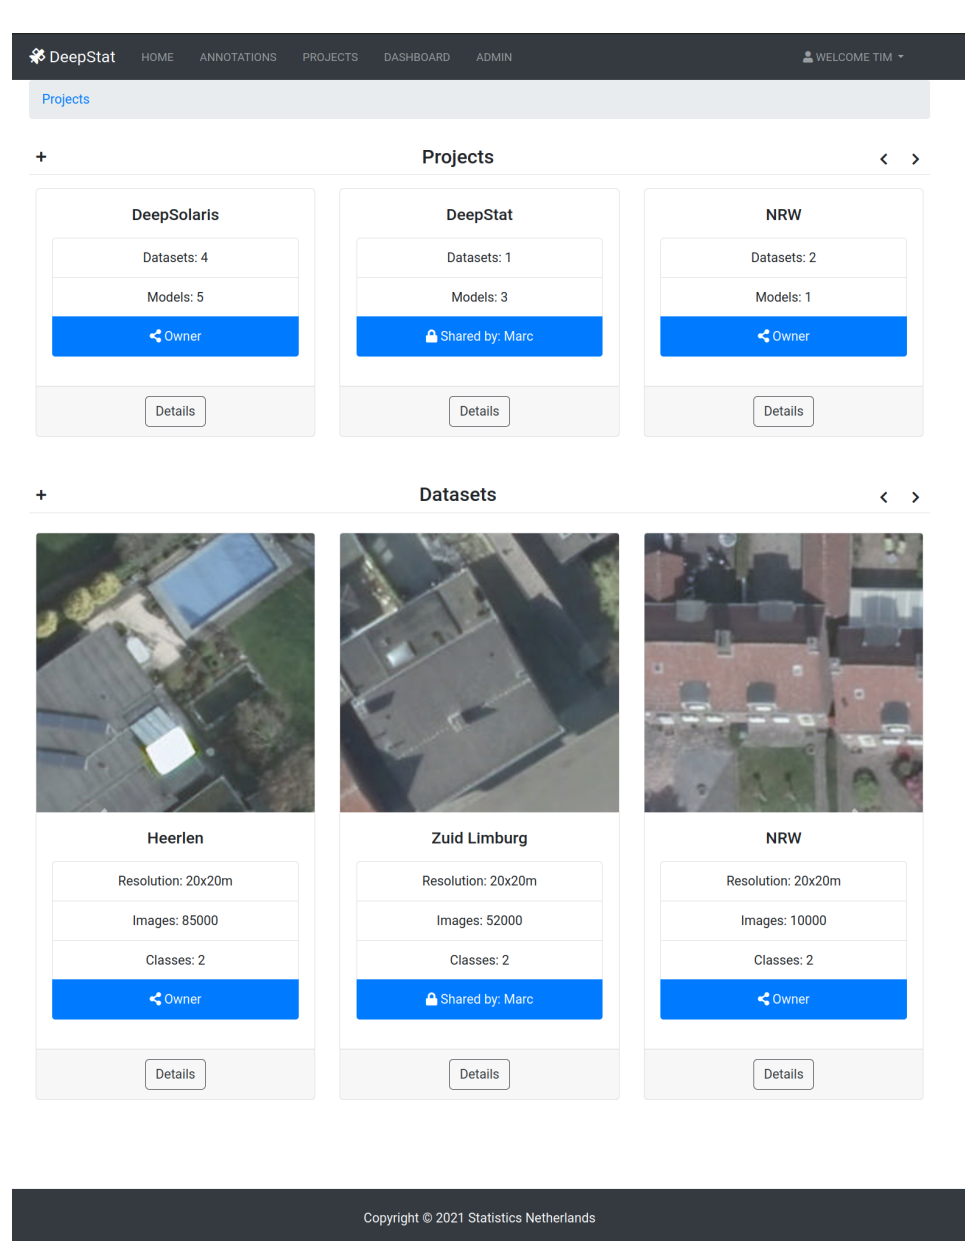 DeepStat HOME ANNOTATIONS PROJECTS DASHBOARD ADMIN WELCOME TIM
Projects
+ Projects
DeepSolaris DeepStat NRW
Datasets: 4 Datasets: 1 Datasets: 2
Models: 5 Models: 3 Models: 1
Owner Shared by: Marc Owner
Details Details Details
+ Datasets
Heerlen Zuid Limburg NRW
Resolution: 20x20m Resolution: 20x20m Resolution: 20x20m
Images: 85000 Images: 52000 Images: 10000
Classes: 2 Classes: 2 Classes: 2
Owner Shared by: Marc Owner
Details Details Details
Copyright © 2021 Statistics Netherlands